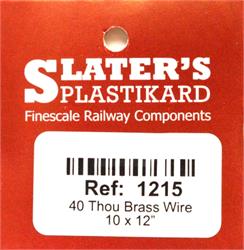 SLATER'S
PLASTIKARD
Finescale Railway Components
Ref: 1215
40 Thou Brass Wire
10 x 12"